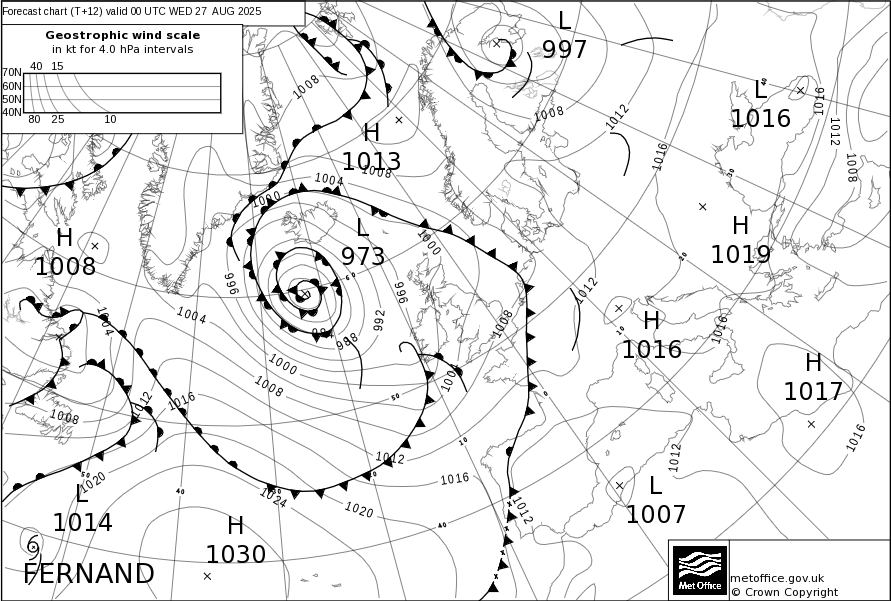 Forecast chart (T+12) valid 00 UTC WED 27 AUG 2025
Geostrophic wind scale
in kt for 4.0 hPa intervals
40 15
70N
60N
50N
40N
80 25 10
L
997
L
1016
H
1013
H
1019
L
973
H
1008
H
1016
H
1017
L
1014
H
1030
L
1007
FERNAND
1008
1008
1012
1016
1016
1012
1008
1008
1004
1000
1000
996
996
992
988
984
1004
1004
1000
1008
1012
1016
1008
1008
1012
1016
1016
1012
1016
1020
1024
1020
1012
1012
40
30
20
10
0
60
50
10
50
40
50
40
Met Office
metoffice.gov.uk
© Crown Copyright